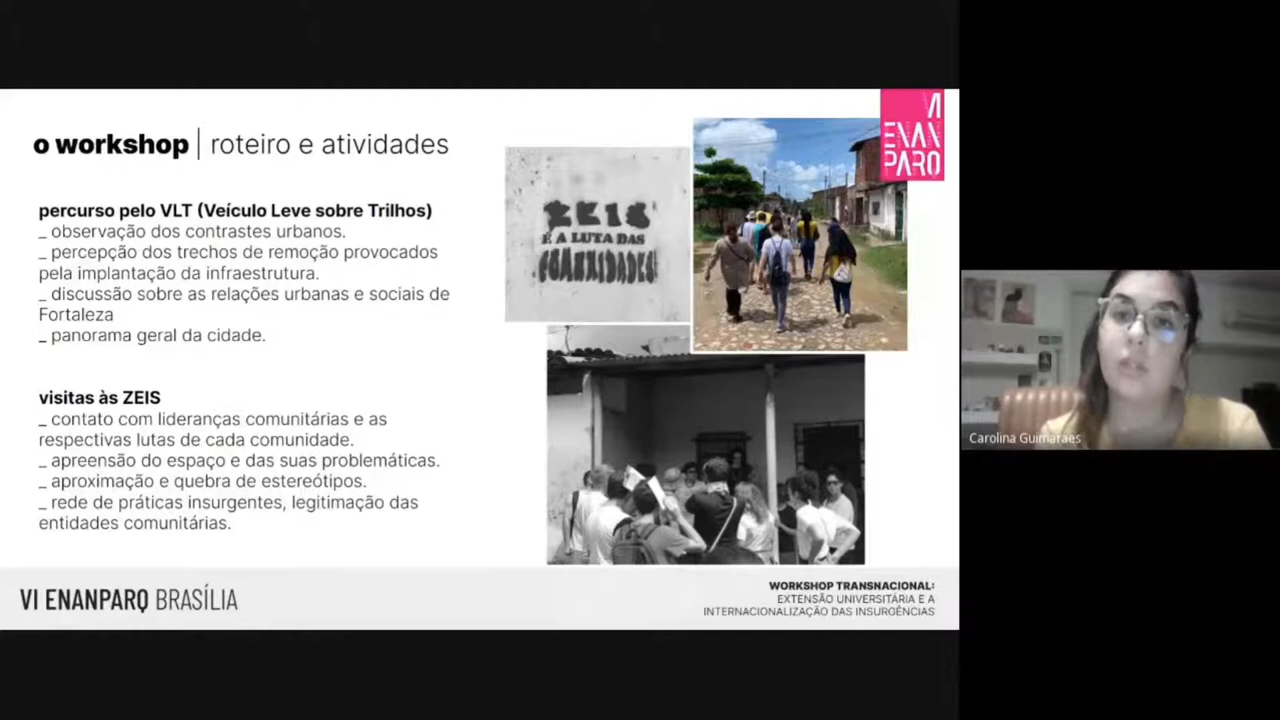 o workshop | roteiro e atividades
VI
ENAN
PARQ
percurso pelo VLT (Veículo Leve sobre Trilhos)
_ observação dos contrastes urbanos.
_ percepção dos trechos de remoção provocados
pela implantação da infraestrutura.
_ discussão sobre as relações urbanas e sociais de
Fortaleza
_ panorama geral da cidade.
ZEIS
É A LUTA DAS
COMUNIDADES!
visitas às ZEIS
_ contato com lideranças comunitárias e as
respectivas lutas de cada comunidade.
_ apreensão do espaço e das suas problemáticas.
_ aproximação e quebra de estereótipos.
_ rede de práticas insurgentes, legitimação das
entidades comunitárias.
Carolina Guimaraes
VI ENANPARQ BRASÍLIA
WORKSHOP TRANSNACIONAL:
EXTENSÃO UNIVERSITÁRIA E A
INTERNACIONALIZAÇÃO DAS INSURGÊNCIAS